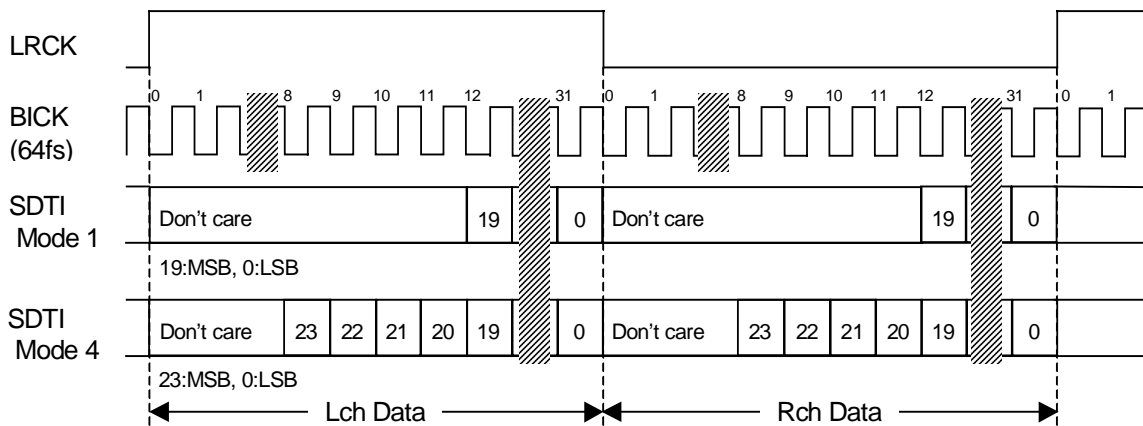 LRCK
0 1 8 9 10 11 12 31 0 1 8 9 10 11 12 31 0 1
BICK
(64fs)
SDTI
Mode 1
Don't care 19 0 Don't care 19 0
19:MSB, 0:LSB
SDTI
Mode 4
Don't care 23 22 21 20 19 0 Don't care 23 22 21 20 19 0
23:MSB, 0:LSB
Lch Data Rch Data